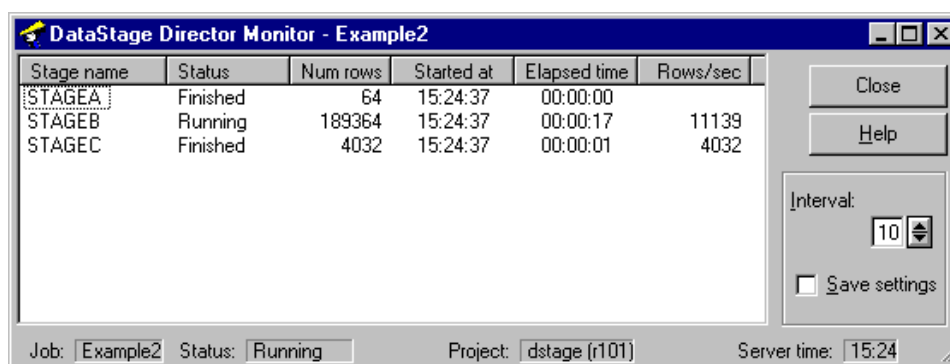 DataStage Director Monitor - Example2
Stage name Status Num rows Started at Elapsed time Rows/sec
STAGEA Finished 64 15:24:37 00:00:00
STAGEB Running 189364 15:24:37 00:00:17 11139
STAGEC Finished 4032 15:24:37 00:00:01 4032
Close
Help
Interval:
10
Save settings
Job: Example2 Status: Running Project: dstage (r101) Server time: 15:24